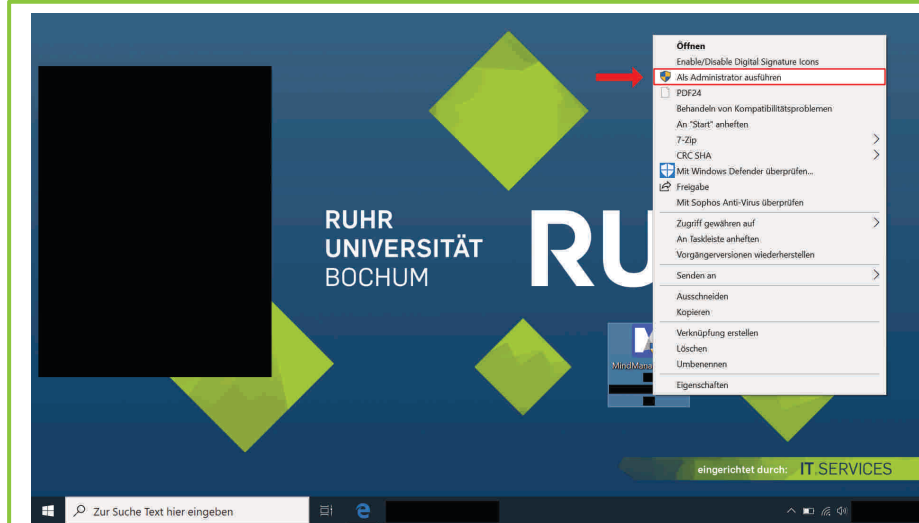 RUHR
UNIVERSITÄT
BOCHUM
RU
Öffnen
Enable/Disable Digital Signature Icons
Als Administrator ausführen
PDF24
Behandeln von Kompatibilitätsproblemen
An "Start" anheften
7-Zip
CRC SHA
Mit Windows Defender überprüfen...
Freigabe
Mit Sophos Anti-Virus überprüfen
Zugriff gewähren auf
An Taskleiste anheften
Vorgängerversionen wiederherstellen
Senden an
Ausschneiden
Kopieren
Verknüpfung erstellen
Löschen
Umbenennen
Eigenschaften
MindMana
eingerichtet durch: IT.SERVICES
Zur Suche Text hier eingeben